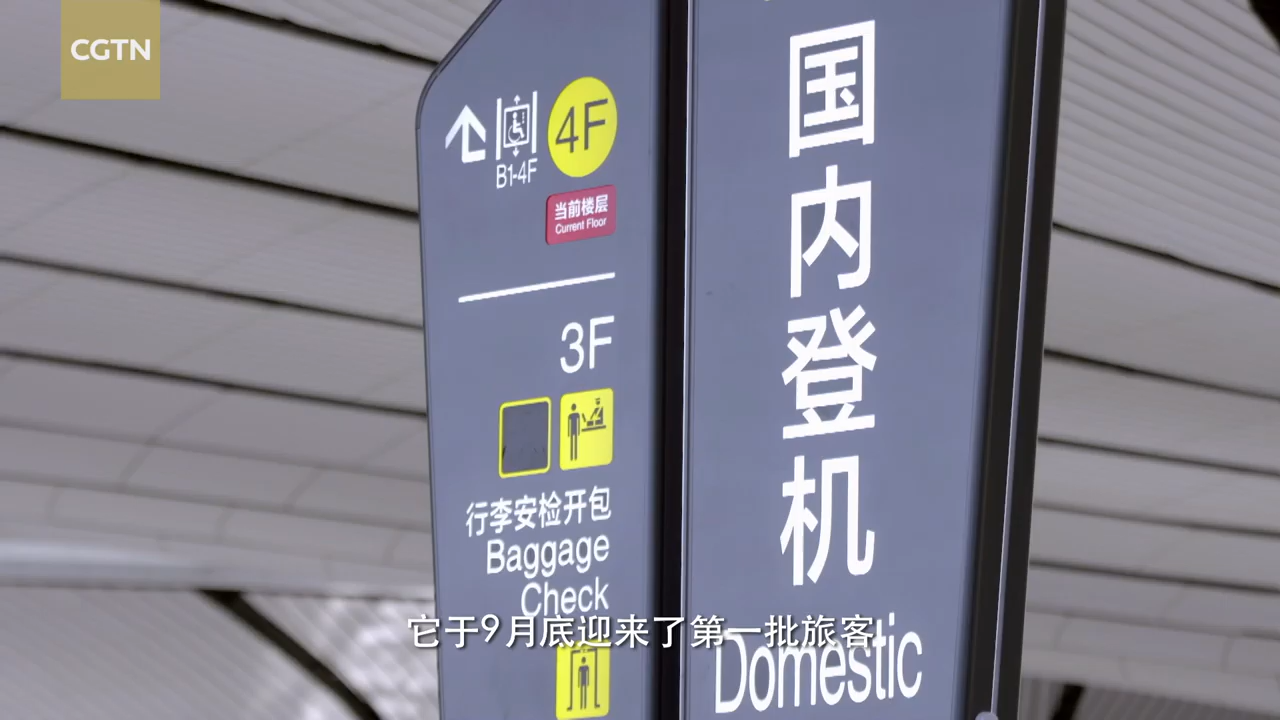 CGTN
4F
B1-4F
当前楼层
Current Floor
3F
行李安检开包
Baggage
Check
国内登机
Domestic
它于9月底迎来了第一批旅客